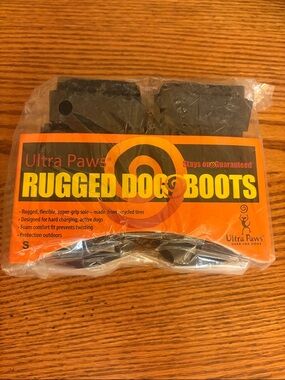 Ultra Paws
Stays on Guaranteed
RUGGED DOG BOOTS
- Rugged, flexible, super-grip sole – made from recycled tires
- Designed for hard charging, active dogs
- Foam comfort fit prevents twisting
- Protection outdoors
S
Ultra Paws